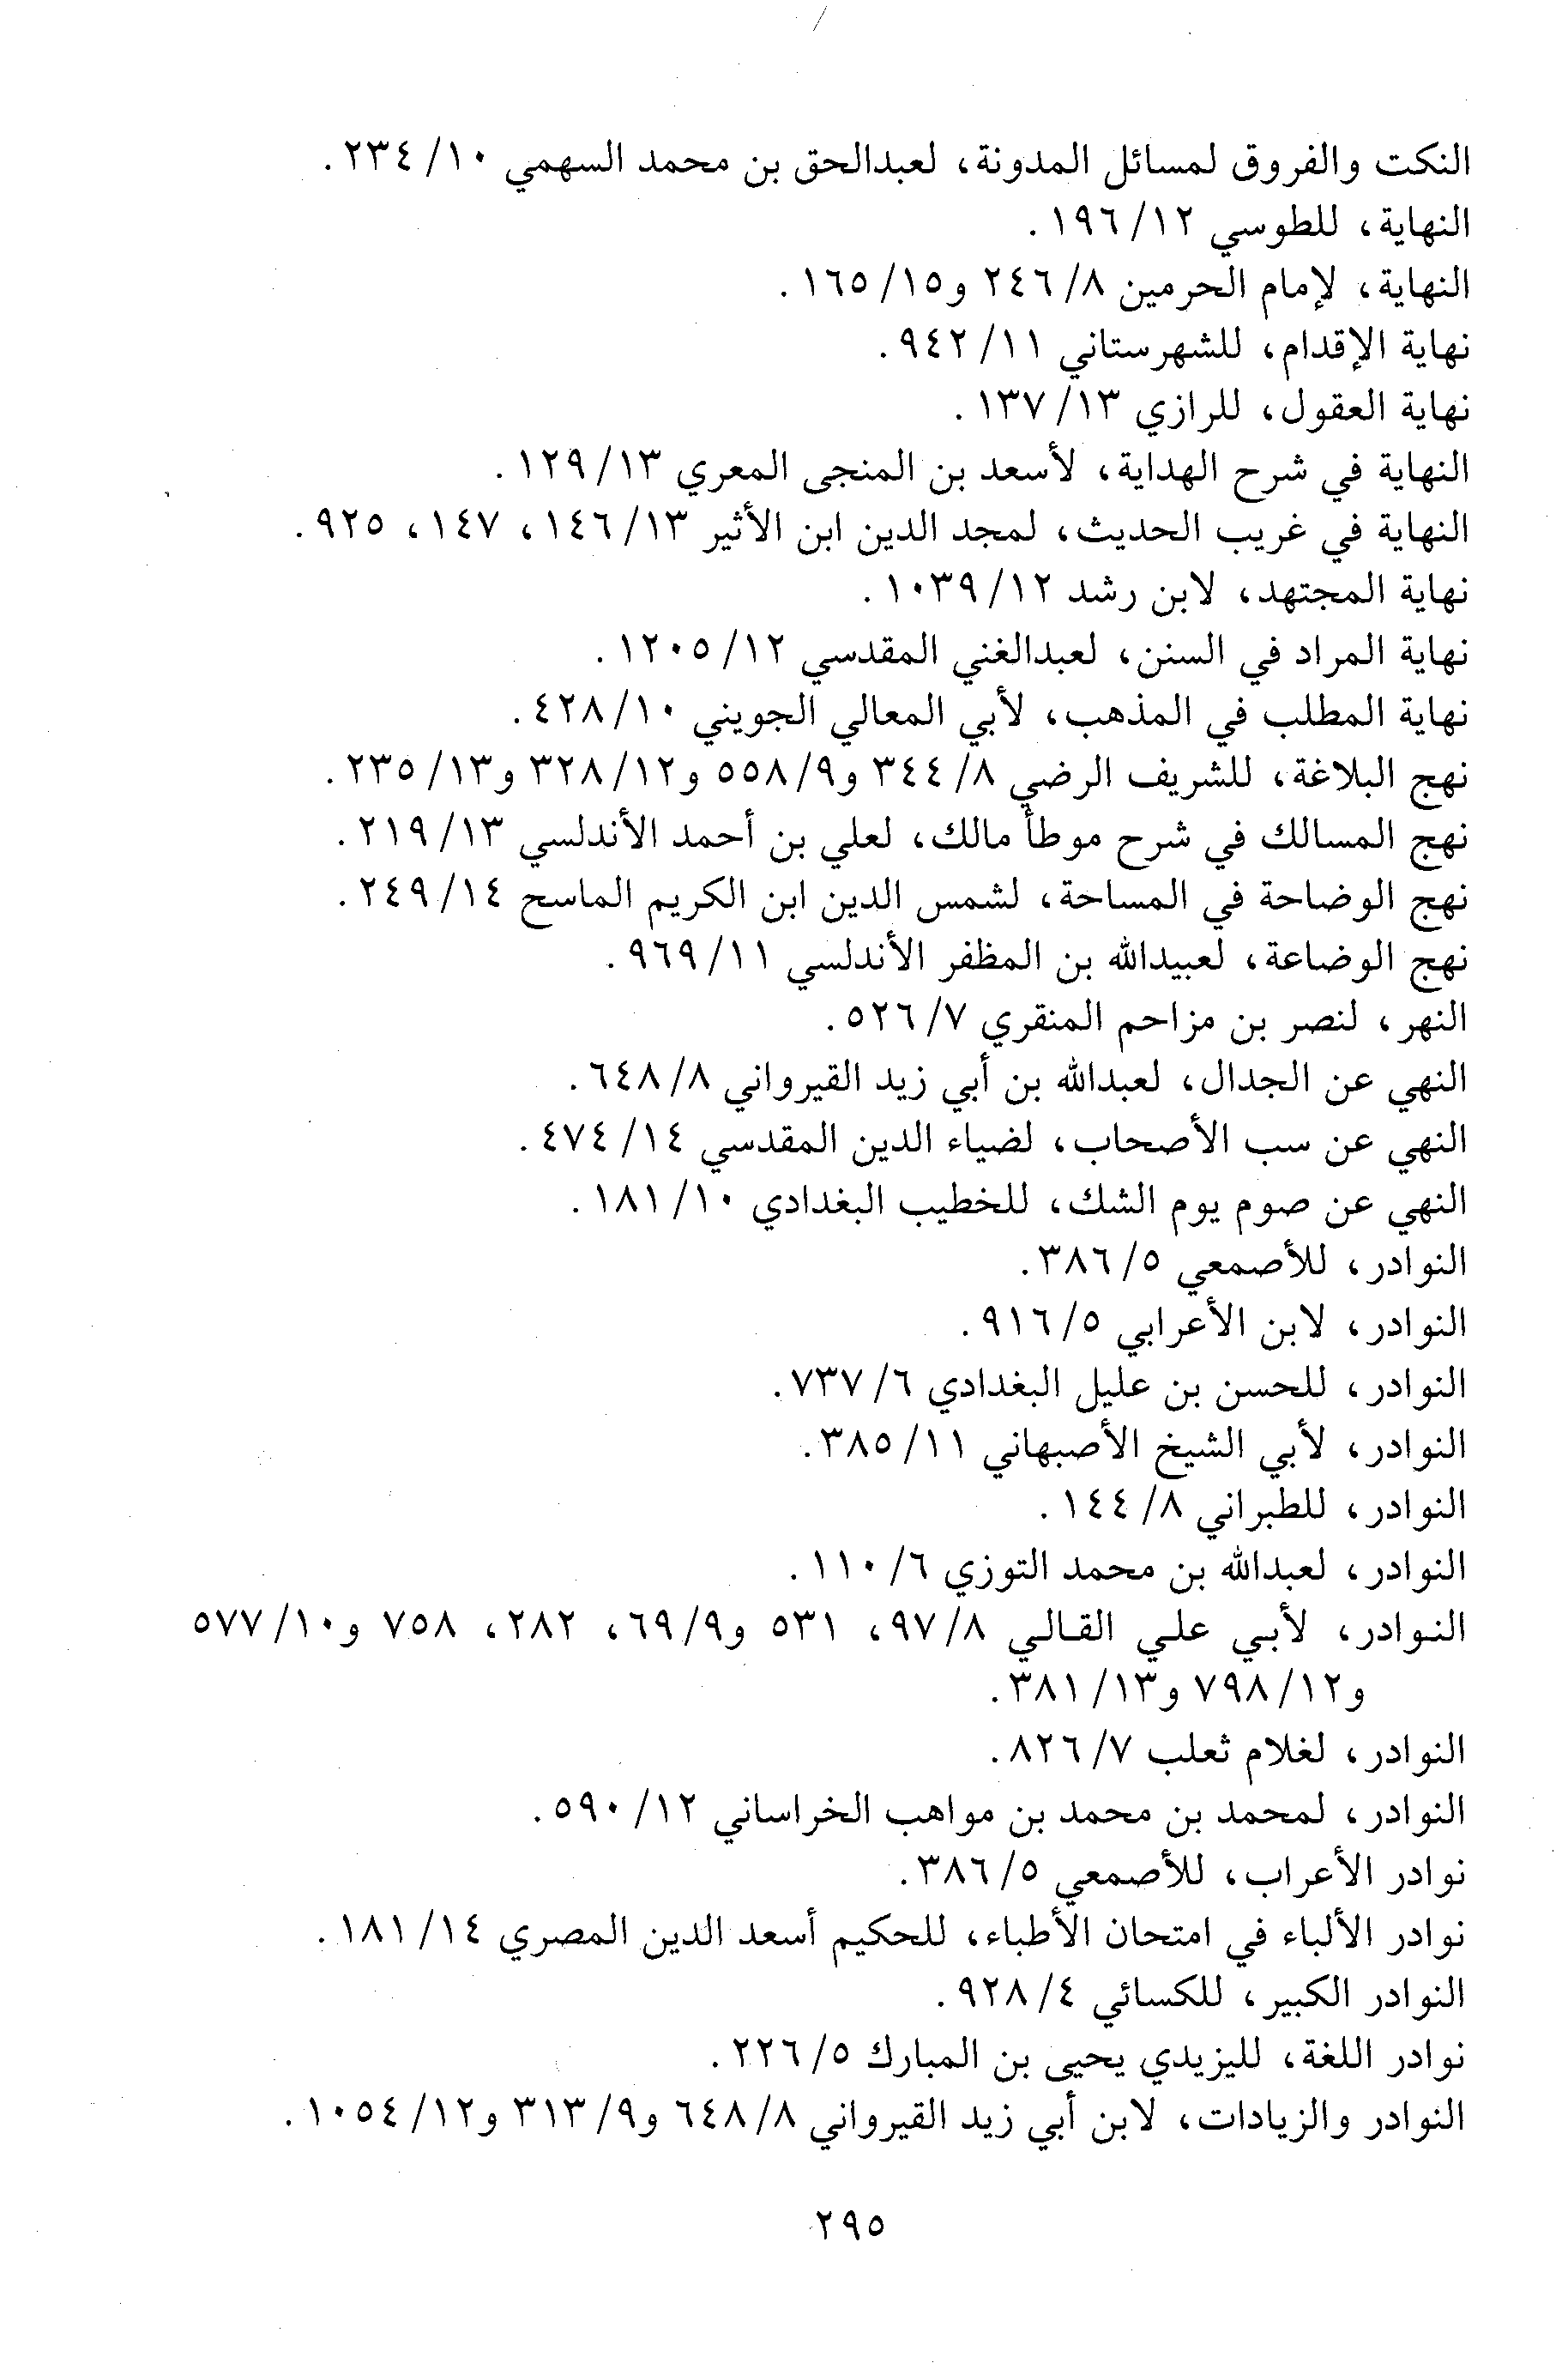 النكت والفروق لمسائل المدونة، لعبدالحق بن محمد السهمي ١٠/ ٢٣٤.
النهاية، للطوسي ١٢/ ١٩٦.
النهاية، لإمام الحرمين ٨/ ٢٤٦ و١٥/ ١٦٥.
نهاية الإقدام، للشهرستاني ١١/ ٩٤٢.
نهاية العقول، للرازي ١٣/ ١٣٧.
النهاية في شرح الهداية، لأسعد بن المنجى المعري ١٣/ ١٢٩.
النهاية في غريب الحديث، لمجد الدين ابن الأثير ١٣/ ١٤٦، ١٤٧، ٩٢٥.
نهاية المجتهد، لابن رشد ١٢/ ١٠٣٩.
نهاية المراد في السنن، لعبدالغني المقدسي ١٢/ ١٢٠٥.
نهاية المطلب في المذهب، لأبي المعالي الجويني ١٠/ ٤٢٨.
نهج البلاغة، للشريف الرضي ٨/ ٣٤٤ و٩/ ٥٥٨ و١٢/ ٣٢٨ و١٣/ ٢٣٥.
نهج المسالك في شرح موطأ مالك، لعلي بن أحمد الأندلسي ١٣/ ٢١٩.
نهج الوضاحة في المساحة، لشمس الدين ابن الكريم الماسح ١٤/ ٢٤٩.
نهج الوضاعة، لعبيدالله بن المظفر الأندلسي ١١/ ٩٦٩.
النهر، لنصر بن مزاحم المنقري ٧/ ٥٢٦.
النهي عن الجدال، لعبدالله بن أبي زيد القيرواني ٨/ ٦٤٨.
النهي عن سب الأصحاب، لضياء الدين المقدسي ١٤/ ٤٧٤.
النهي عن صوم يوم الشك، للخطيب البغدادي ١٠/ ١٨١.
النوادر، للأصمعي ٥/ ٣٨٦.
النوادر، لابن الأعرابي ٥/ ٩١٦.
النوادر، للحسن بن عليل البغدادي ٦/ ٧٣٧.
النوادر، لأبي الشيخ الأصبهاني ١١/ ٣٨٥.
النوادر، للطبراني ٨/ ١٤٤.
النوادر، لعبدالله بن محمد التوزي ٦/ ١١٠.
النوادر، لأبي علي القالي ٨/ ٩٧، ٥٣١ و٩/ ٦٩، ٢٨٢، ٧٥٨ و١٠/ ٥٧٧
و١٢/ ٧٩٨ و١٣/ ٣٨١.
النوادر، لغلام ثعلب ٧/ ٨٢٦.
النوادر، لمحمد بن محمد بن مواهب الخراساني ١٢/ ٥٩٠.
نوادر الأعراب، للأصمعي ٥/ ٣٨٦.
نوادر الألباء في امتحان الأطباء، للحكيم أسعد الدين المصري ١٤/ ١٨١.
النوادر الكبير، للكسائي ٤/ ٩٢٨.
نوادر اللغة، لليزيدي يحيى بن المبارك ٥/ ٢٢٦.
النوادر والزيادات، لابن أبي زيد القيرواني ٨/ ٦٤٨ و٩/ ٣١٣ و١٢/ ١٠٥٤.
٢٩٥